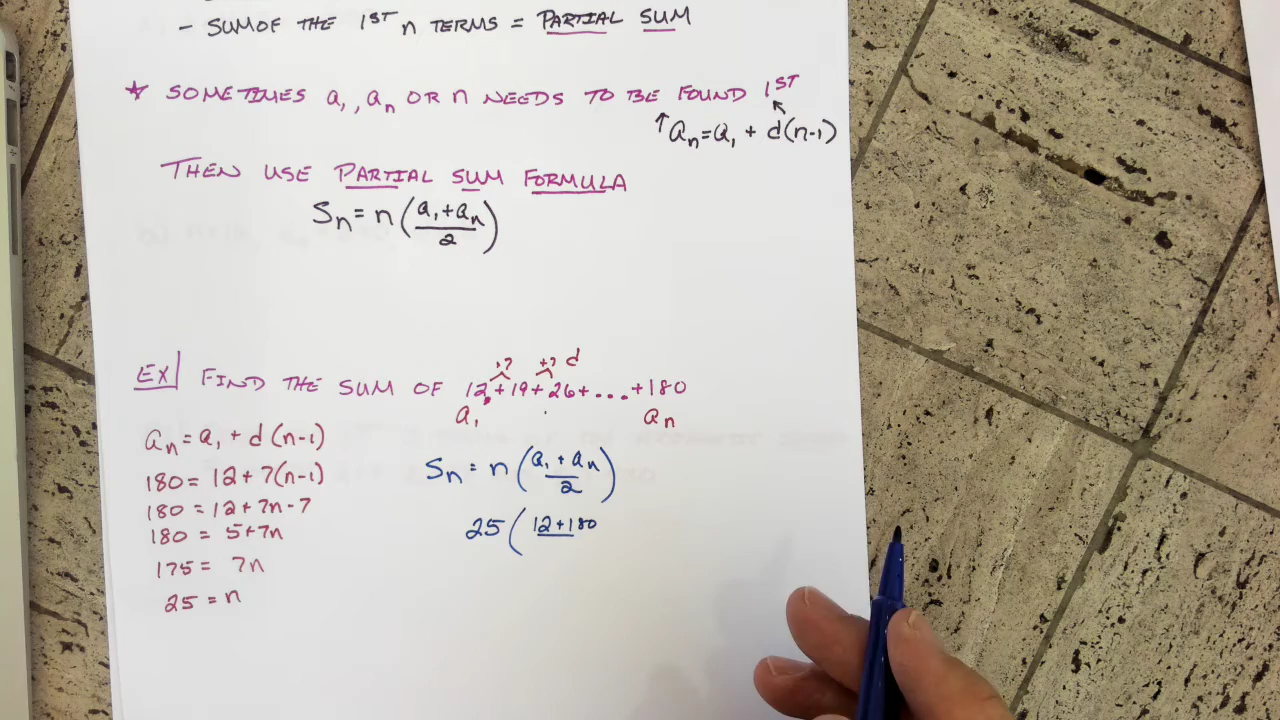 - SUM OF THE 1ST n TERMS = PARTIAL SUM
* SOMETIMES a₁, aₙ OR n NEEDS TO BE FOUND 1ST
↑ aₙ = a₁ + d(n-1)
THEN USE PARTIAL SUM FORMULA
Sₙ = n((a₁+aₙ)/2)
+7 +7 d
EX| FIND THE SUM OF 12+19+26+...+180
a₁ aₙ
aₙ = a₁ + d(n-1)
180 = 12 + 7(n-1)
180 = 12 + 7n - 7
180 = 5+7n
175 = 7n
25 = n
Sₙ = n((a₁ + aₙ)/2)
25 (12+180